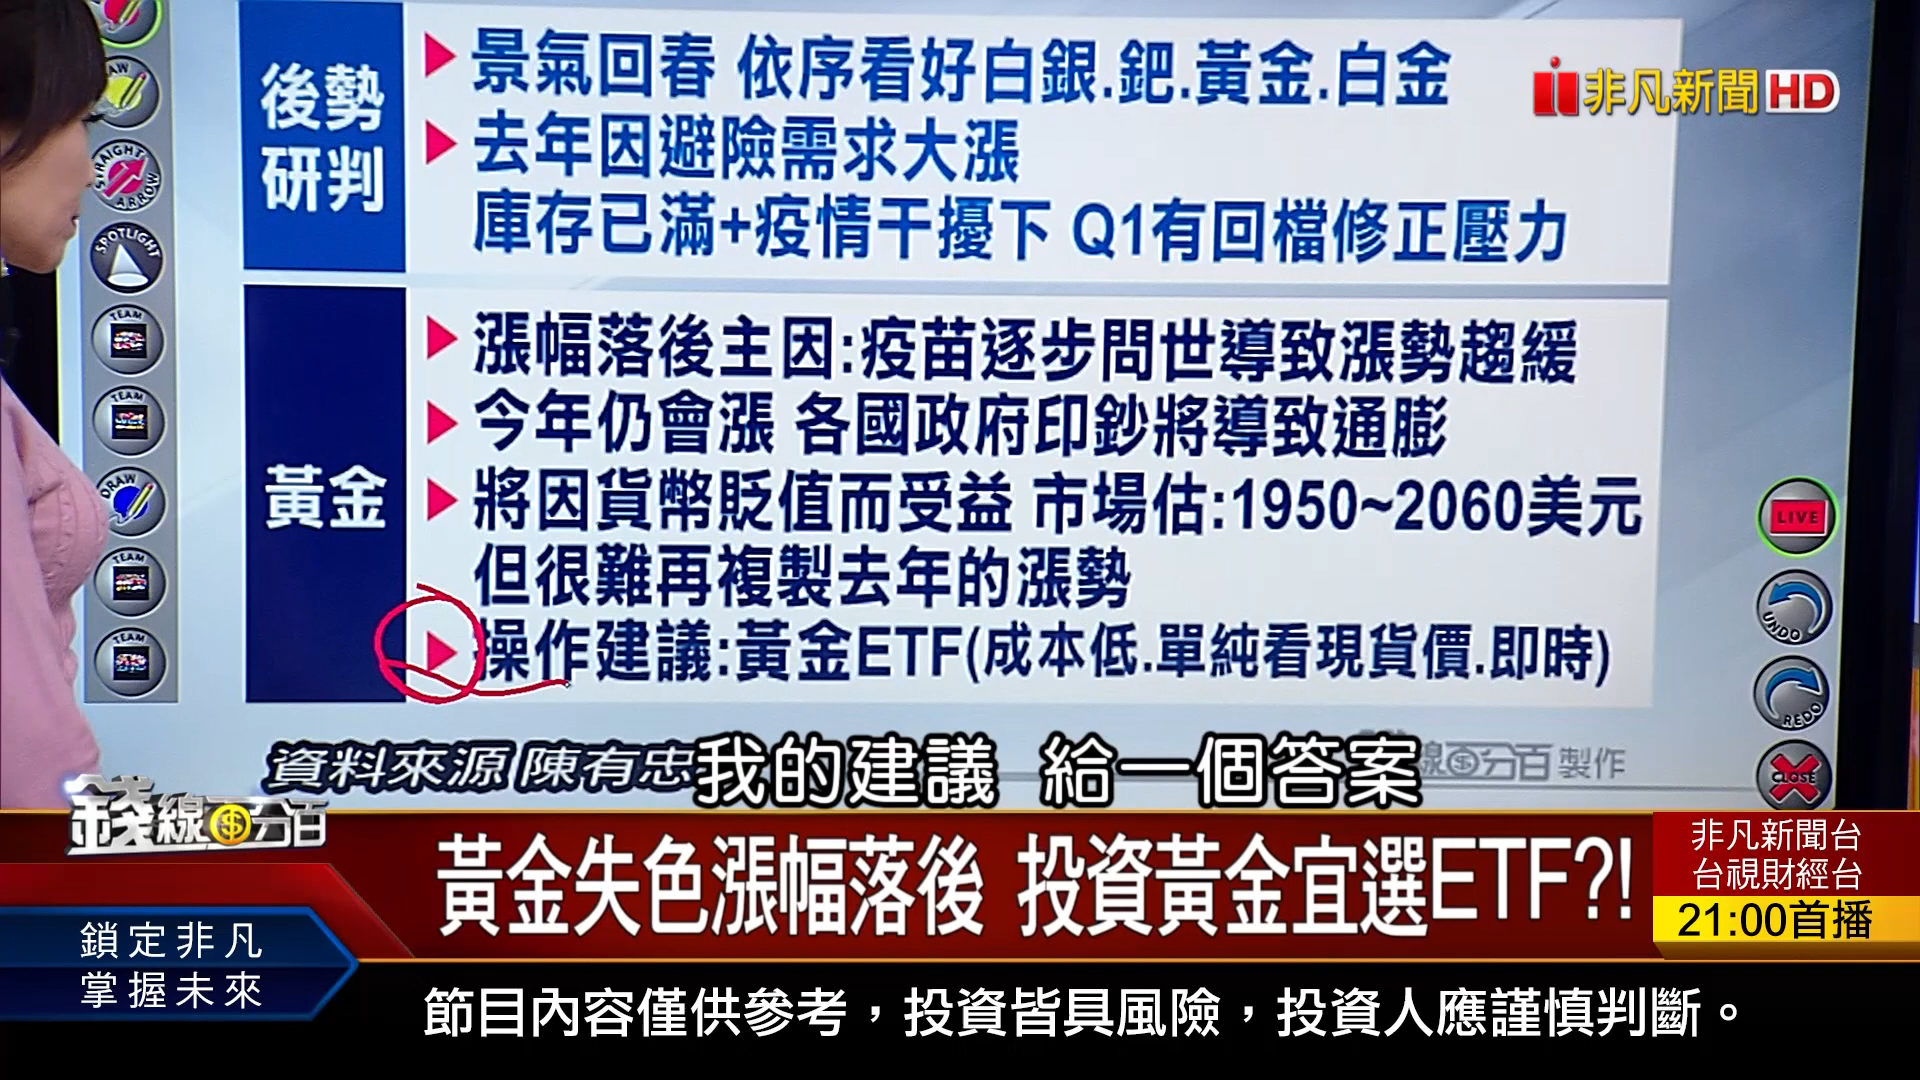 後勢
研判
景氣回春 依序看好白銀.鈀.黃金.白金
去年因避險需求大漲
庫存已滿+疫情干擾下 Q1有回檔修正壓力
非凡新聞HD
黃金
漲幅落後主因:疫苗逐步問世導致漲勢趨緩
今年仍會漲 各國政府印鈔將導致通膨
將因貨幣貶值而受益 市場估:1950~2060美元
但很難再複製去年的漲勢
操作建議:黃金ETF(成本低.單純看現貨價.即時)
DRAW
STRAIGHT ARROW
SPOTLIGHT
TEAM
TEAM
DRAW
TEAM
TEAM
LIVE
UNDO
REDO
CLOSE
資料來源 陳有忠
線百分百 製作
我的建議 給一個答案
錢線百分百
黃金失色漲幅落後 投資黃金宜選ETF?!
非凡新聞台
台視財經台
21:00首播
鎖定非凡
掌握未來
節目內容僅供參考，投資皆具風險，投資人應謹慎判斷。